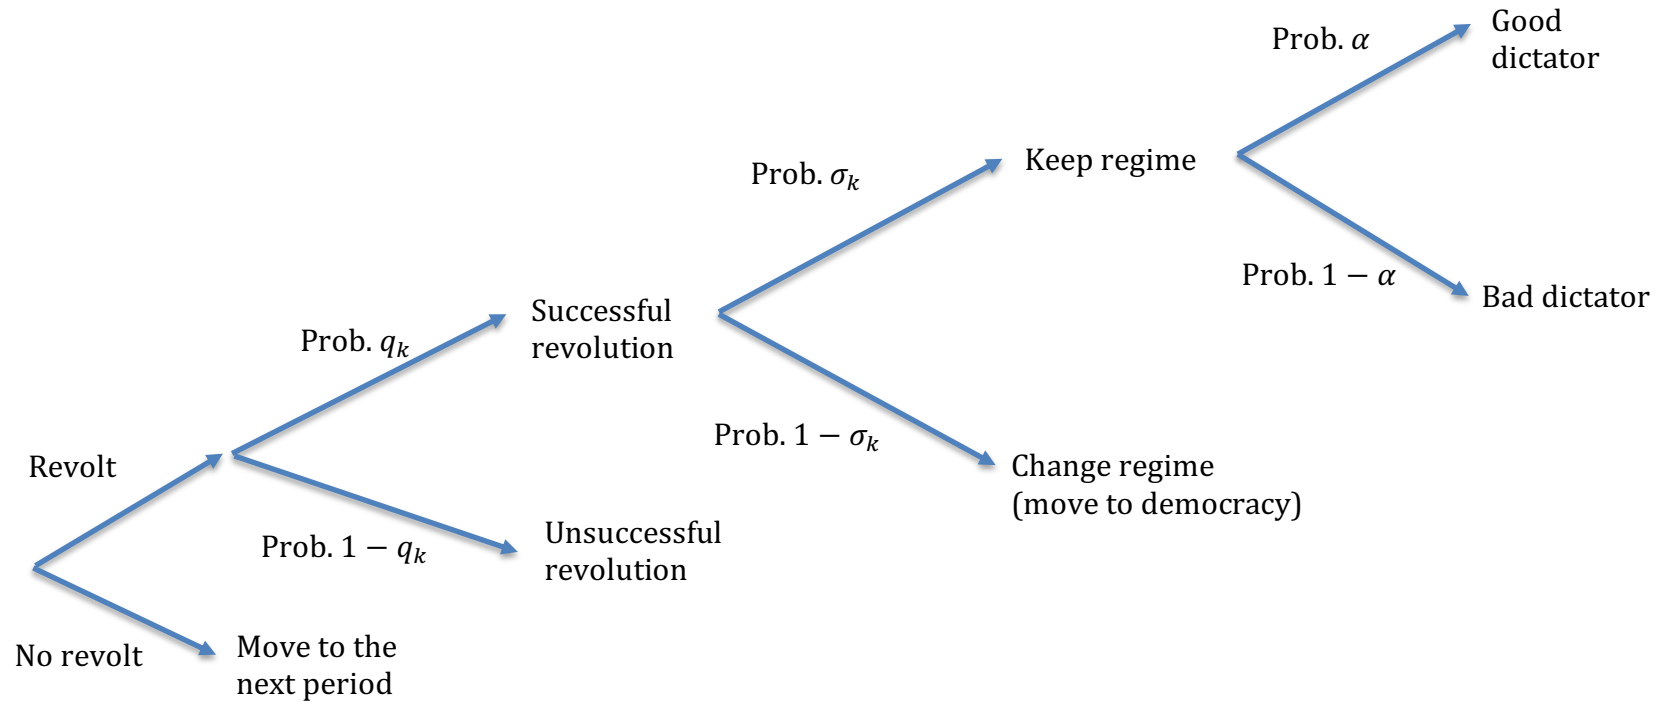 Revolt
No revolt
Move to the
next period
Prob. q_k
Prob. 1 − q_k
Successful
revolution
Unsuccessful
revolution
Prob. σ_k
Prob. 1 − σ_k
Keep regime
Change regime
(move to democracy)
Prob. α
Prob. 1 − α
Good
dictator
Bad dictator